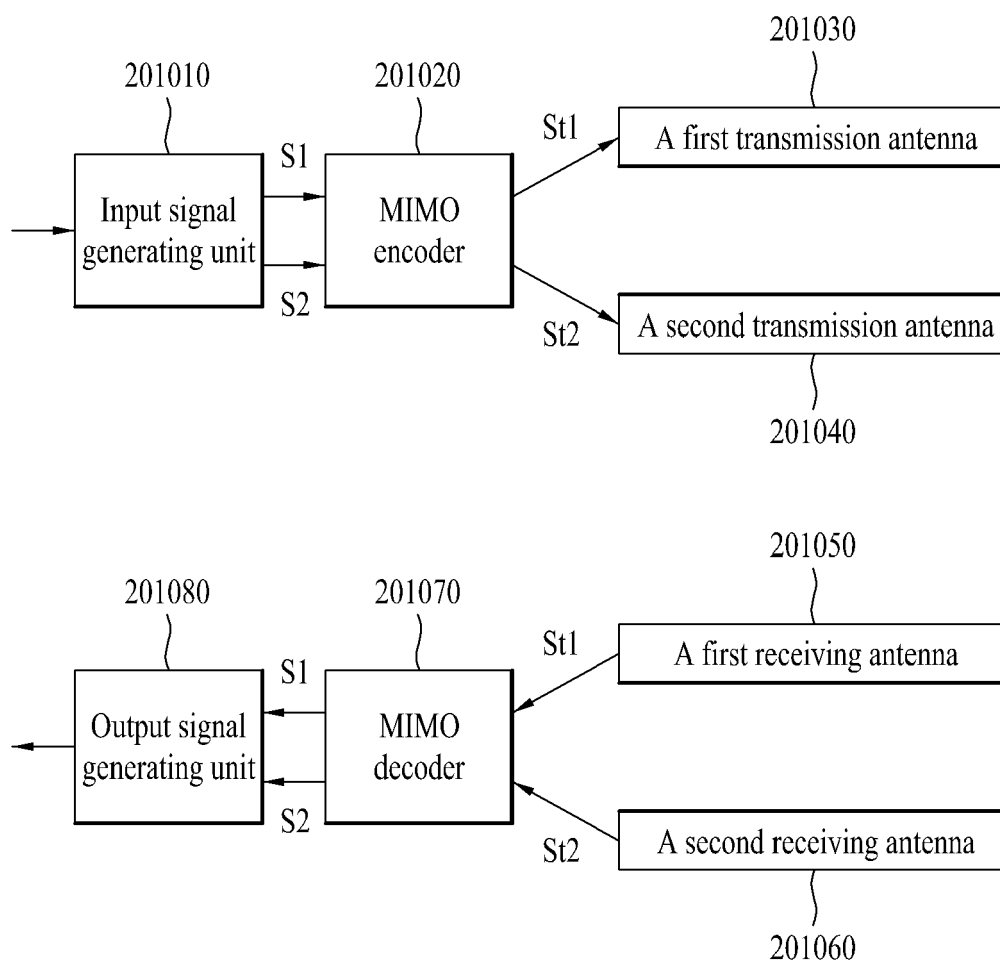 201030
201010
201020
St1
A first transmission antenna
S1
Input signal
generating unit
MIMO
encoder
S2
St2
A second transmission antenna
201040
201050
201080
201070
St1
A first receiving antenna
S1
Output signal
generating unit
MIMO
decoder
S2
St2
A second receiving antenna
201060